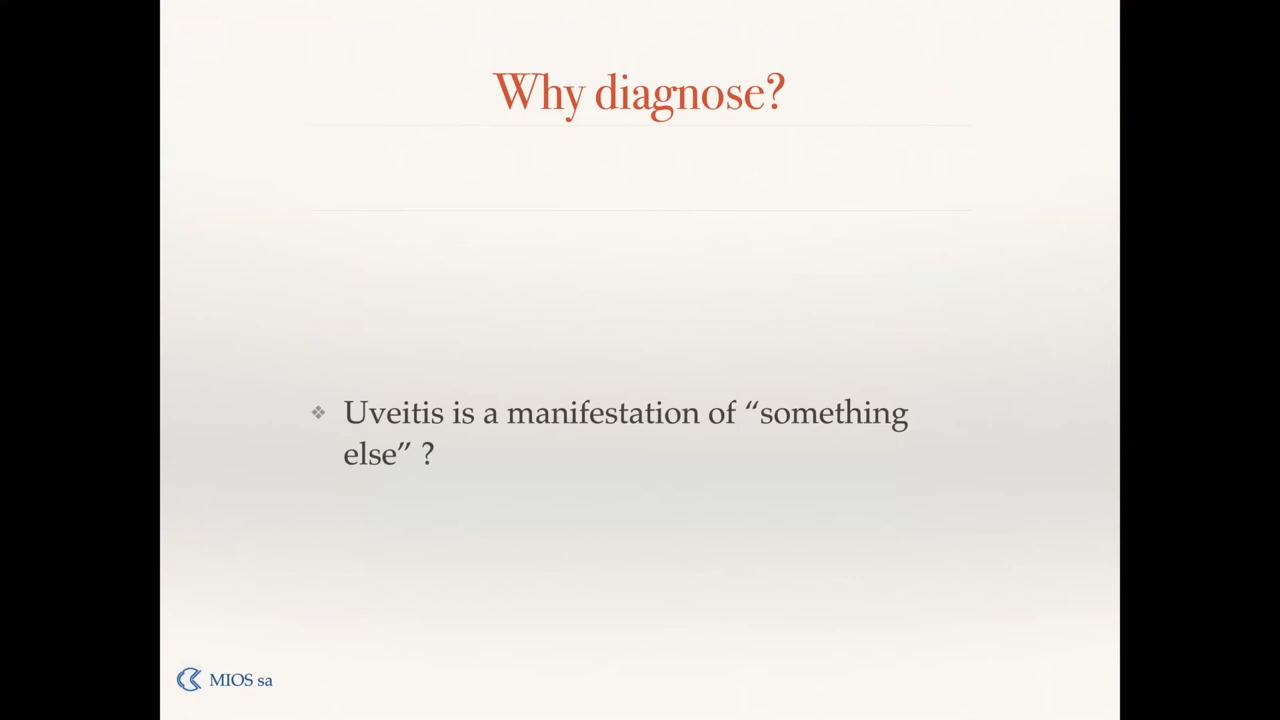 Why diagnose?
❖ Uveitis is a manifestation of “something
else” ?
MIOS sa